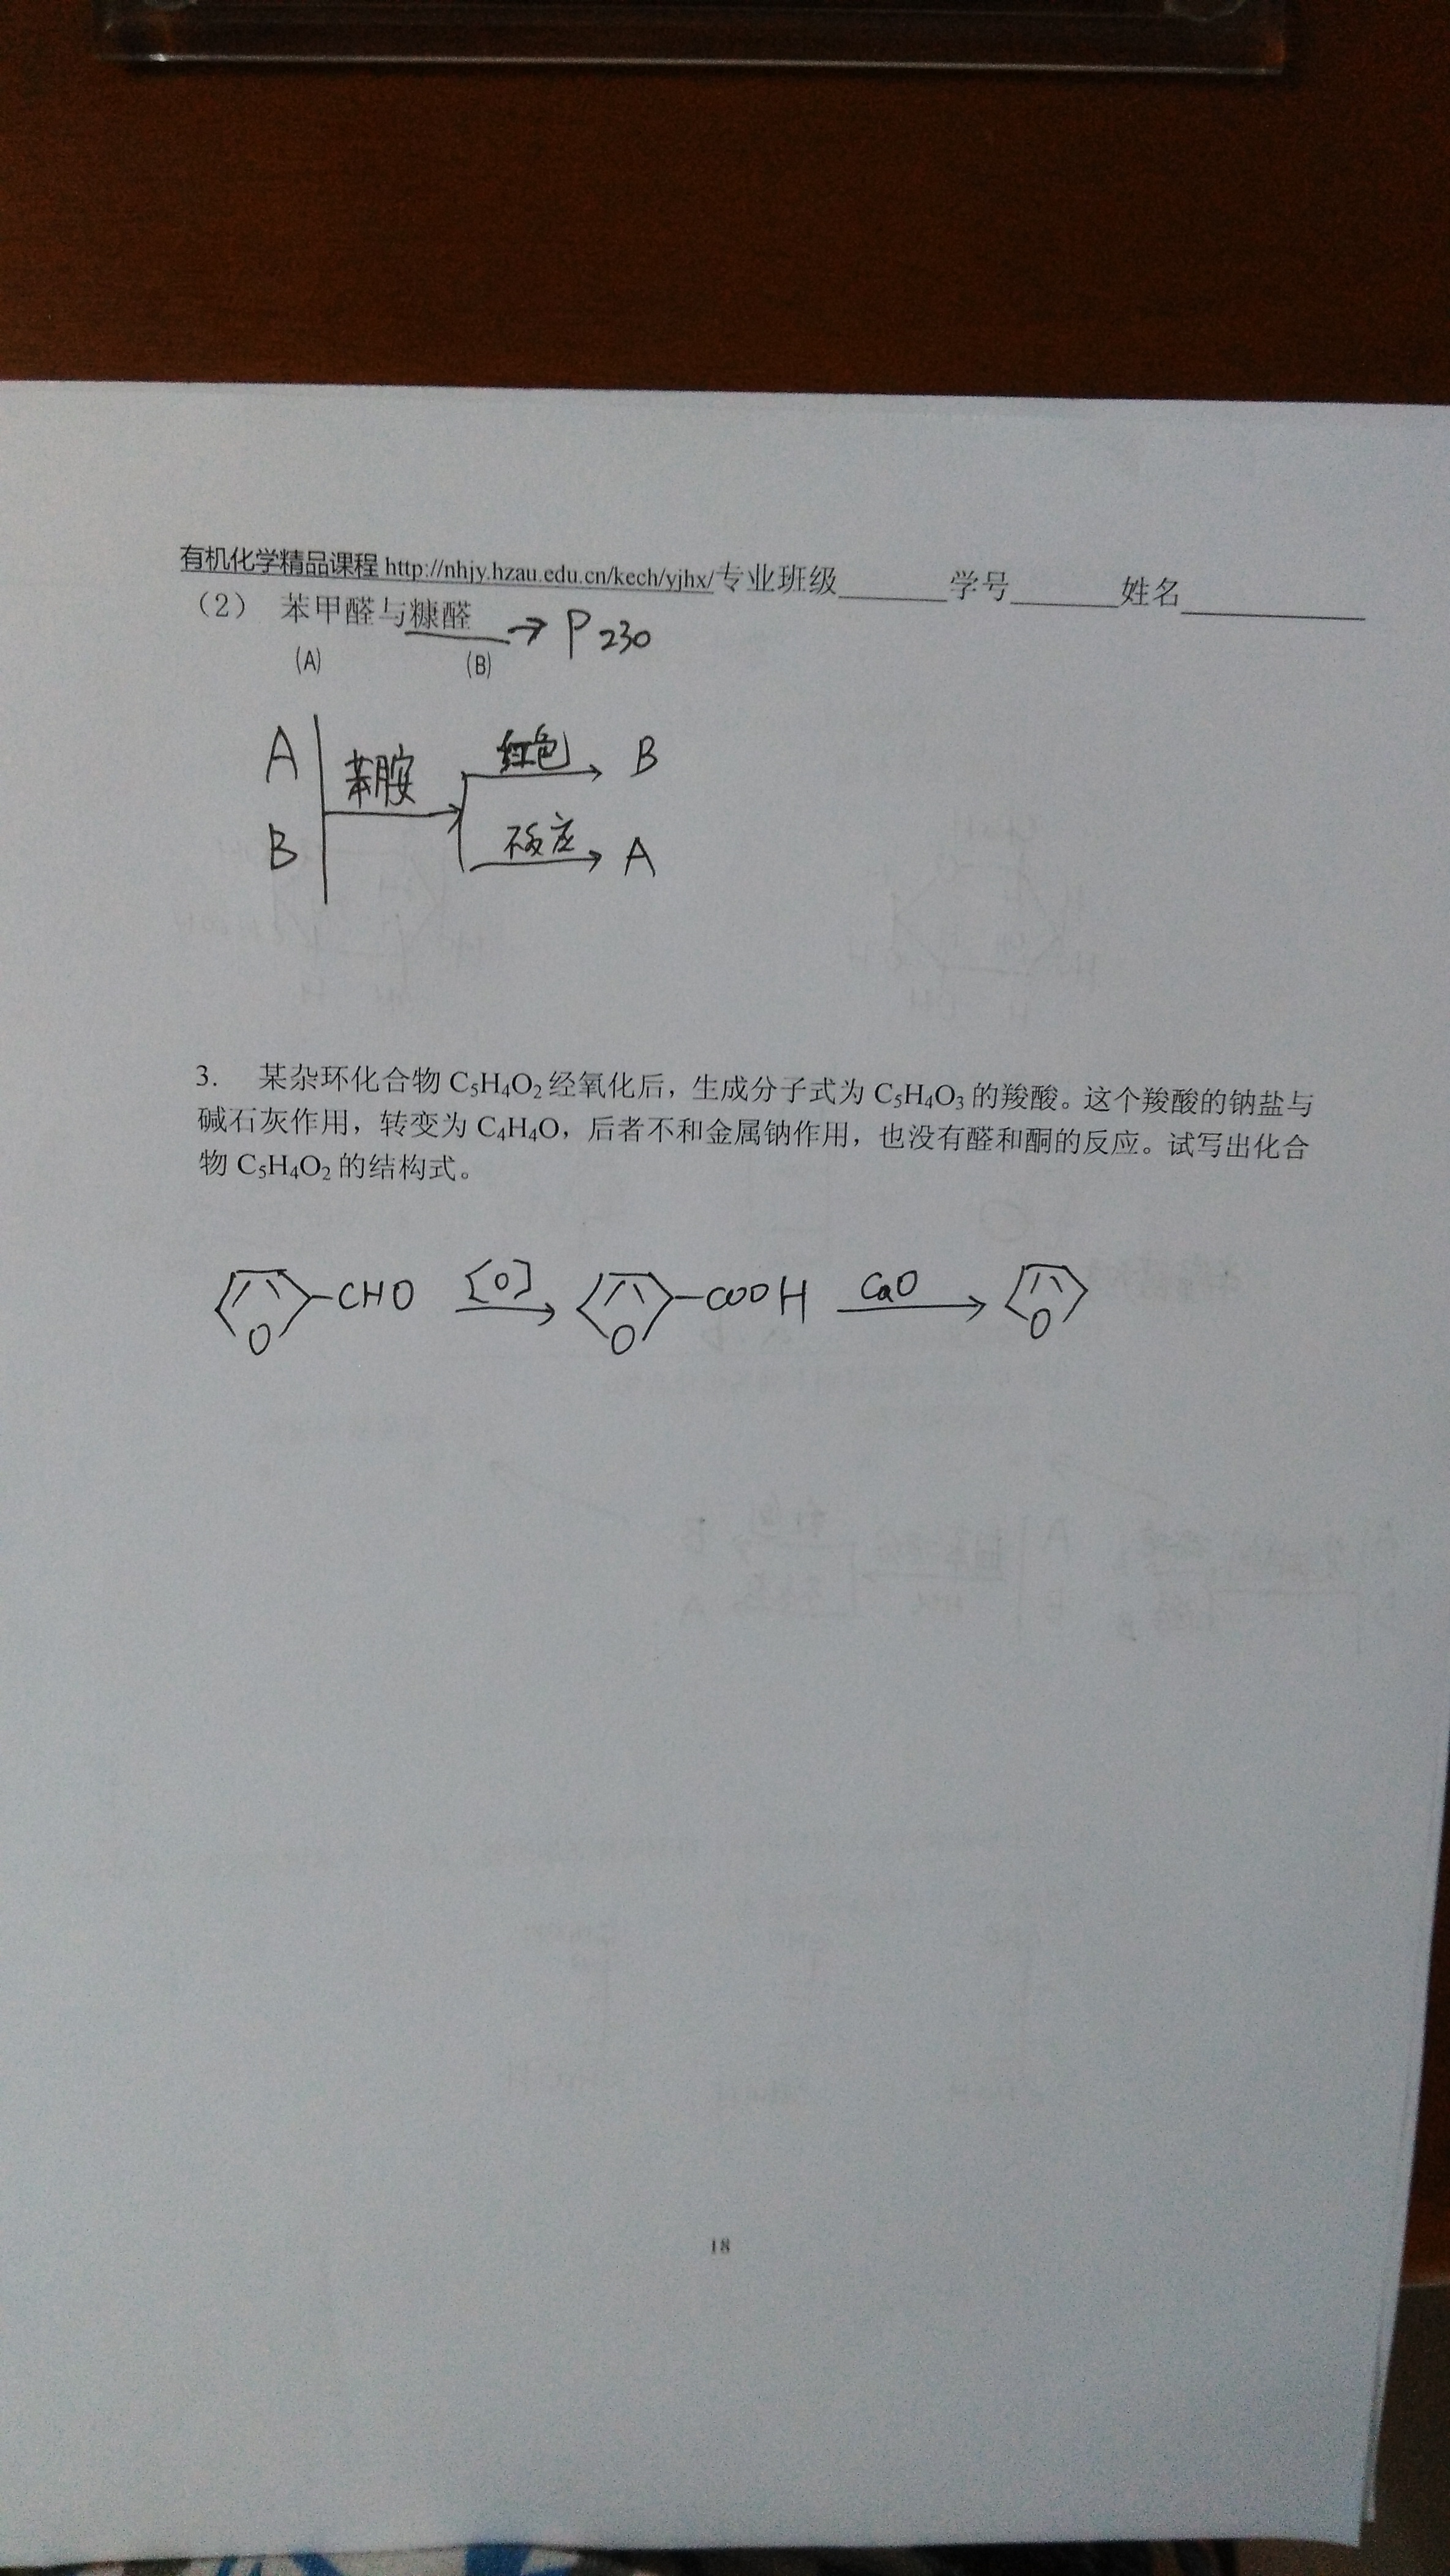 有机化学精品课程 http://nhjy.hzau.edu.cn/kech/yjhx/专业班级______学号______姓名__________
（2） 苯甲醛与糠醛 → P230
(A) (B)
A 苯胺 红色 B
B 不反应 A
3. 某杂环化合物 C5H4O2 经氧化后，生成分子式为 C5H4O3 的羧酸。这个羧酸的钠盐与
碱石灰作用，转变为 C4H4O，后者不和金属钠作用，也没有醛和酮的反应。试写出化合
物 C5H4O2 的结构式。
O CHO [O] O COOH CaO O
18